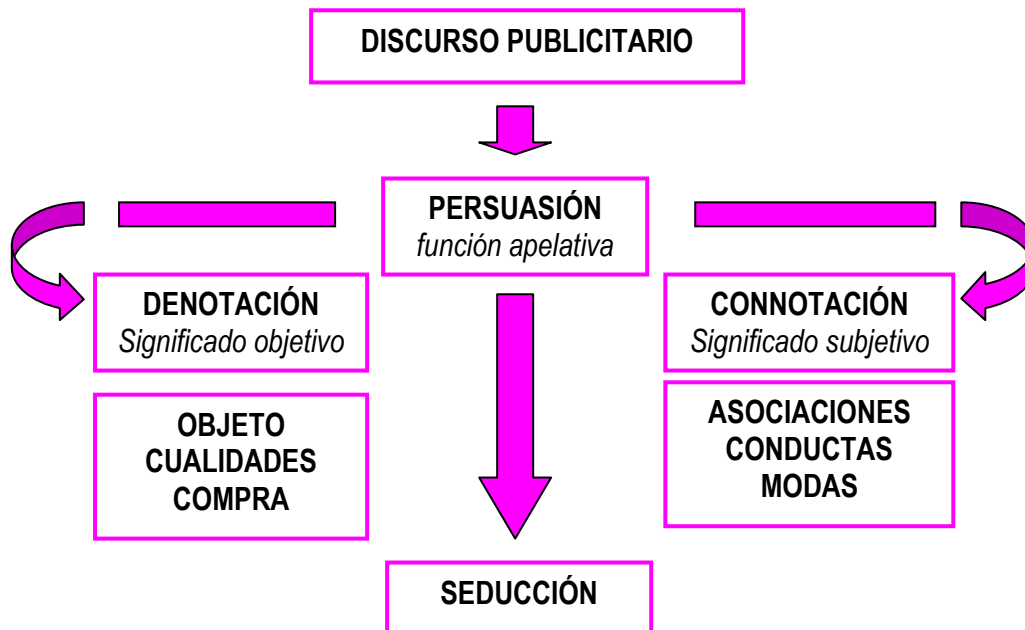 DISCURSO PUBLICITARIO
PERSUASIÓN
función apelativa
DENOTACIÓN
Significado objetivo
CONNOTACIÓN
Significado subjetivo
OBJETO
CUALIDADES
COMPRA
ASOCIACIONES
CONDUCTAS
MODAS
SEDUCCIÓN